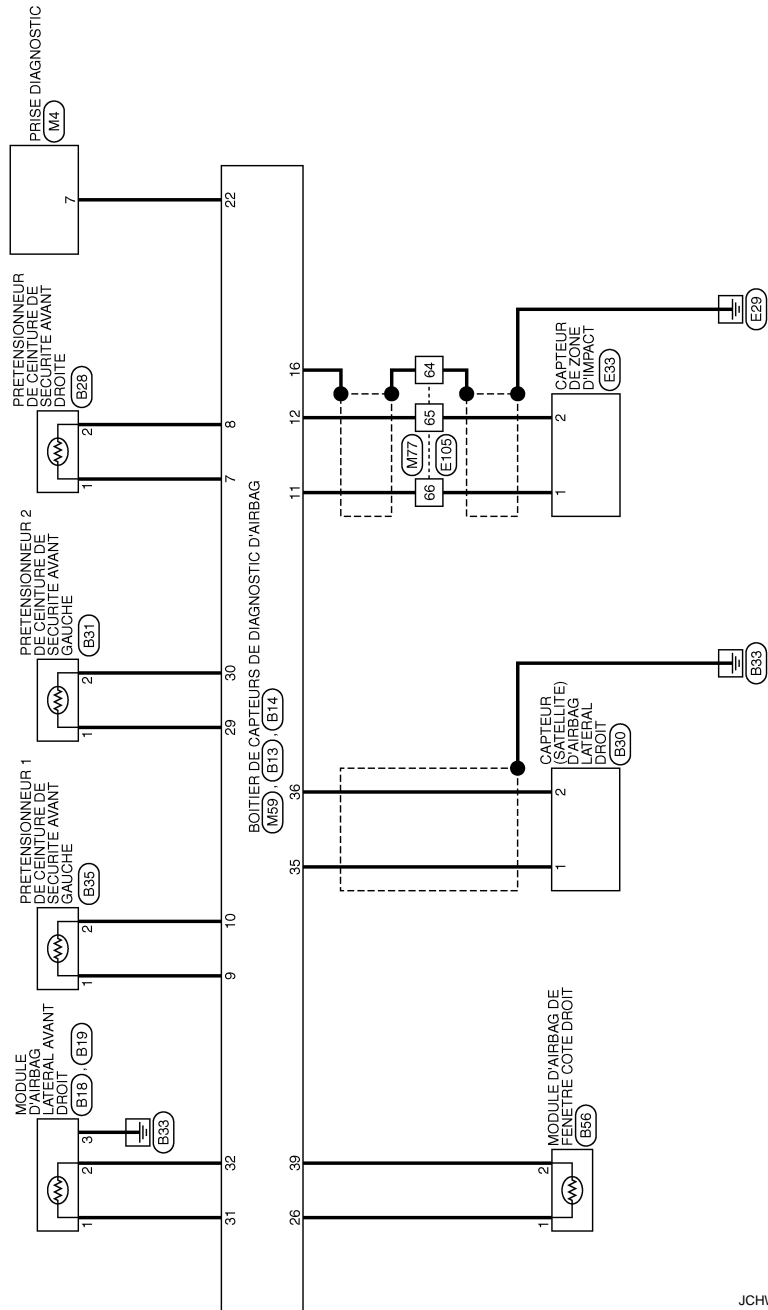 PRISE DIAGNOSTIC
M4
7
22
PRETENSIONNEUR
DE CEINTURE DE
SECURITE AVANT
DROITE
B28
1
2
7
8
PRETENSIONNEUR 2
DE CEINTURE DE
SECURITE AVANT
GAUCHE
B31
1
2
29
30
PRETENSIONNEUR 1
DE CEINTURE DE
SECURITE AVANT
GAUCHE
B35
1
2
9
10
MODULE
D'AIRBAG
LATERAL AVANT
DROIT
B18 , B19
1
2
3
B33
31
32
BOITIER DE CAPTEURS DE DIAGNOSTIC D'AIRBAG
M59 , B13 , B14
11
12
16
66
65
64
M77
E105
1
2
CAPTEUR
DE ZONE
D'IMPACT
E33
E29
35
36
1
2
CAPTEUR
(SATELLITE)
D'AIRBAG
LATERAL
DROIT
B30
B33
26
39
1
2
MODULE D'AIRBAG DE
FENETRE COTE DROIT
B56
JCH